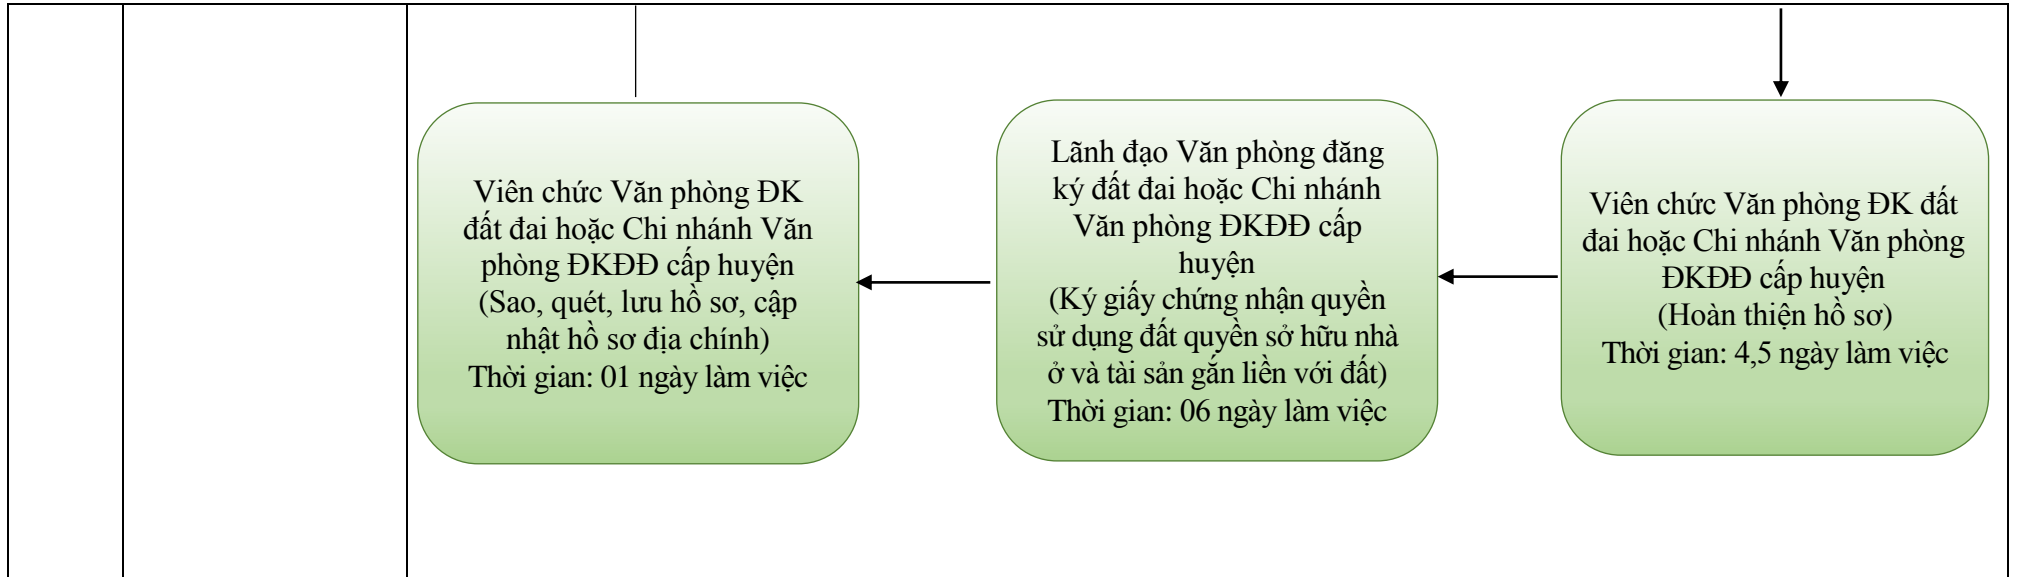 Viên chức Văn phòng ĐK
đất đai hoặc Chi nhánh Văn
phòng ĐKĐĐ cấp huyện
(Sao, quét, lưu hồ sơ, cập
nhật hồ sơ địa chính)
Thời gian: 01 ngày làm việc
Lãnh đạo Văn phòng đăng
ký đất đai hoặc Chi nhánh
Văn phòng ĐKĐĐ cấp
huyện
(Ký giấy chứng nhận quyền
sử dụng đất quyền sở hữu nhà
ở và tài sản gắn liền với đất)
Thời gian: 06 ngày làm việc
Viên chức Văn phòng ĐK đất
đai hoặc Chi nhánh Văn phòng
ĐKĐĐ cấp huyện
(Hoàn thiện hồ sơ)
Thời gian: 4,5 ngày làm việc